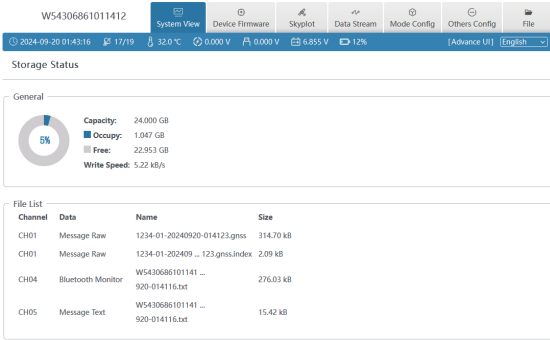 W54306861011412
System View
Device Firmware
Skyplot
Data Stream
Mode Config
Others Config
File
2024-09-20 01:43:16 17/19 32.0 °C 0.000 V 0.000 V 6.855 V 12% [Advance UI] English
Storage Status
General
5%
Capacity: 24.000 GB
Occupy: 1.047 GB
Free: 22.953 GB
Write Speed: 5.22 kB/s
File List
Channel Data Name Size
CH01 Message Raw 1234-01-20240920-014123.gnss 314.70 kB
CH01 Message Raw 1234-01-202409 ... 123.gnss.index 2.09 kB
CH04 Bluetooth Monitor W5430686101141 ...
920-014116.txt 276.03 kB
CH05 Message Text W5430686101141 ...
920-014116.txt 15.42 kB